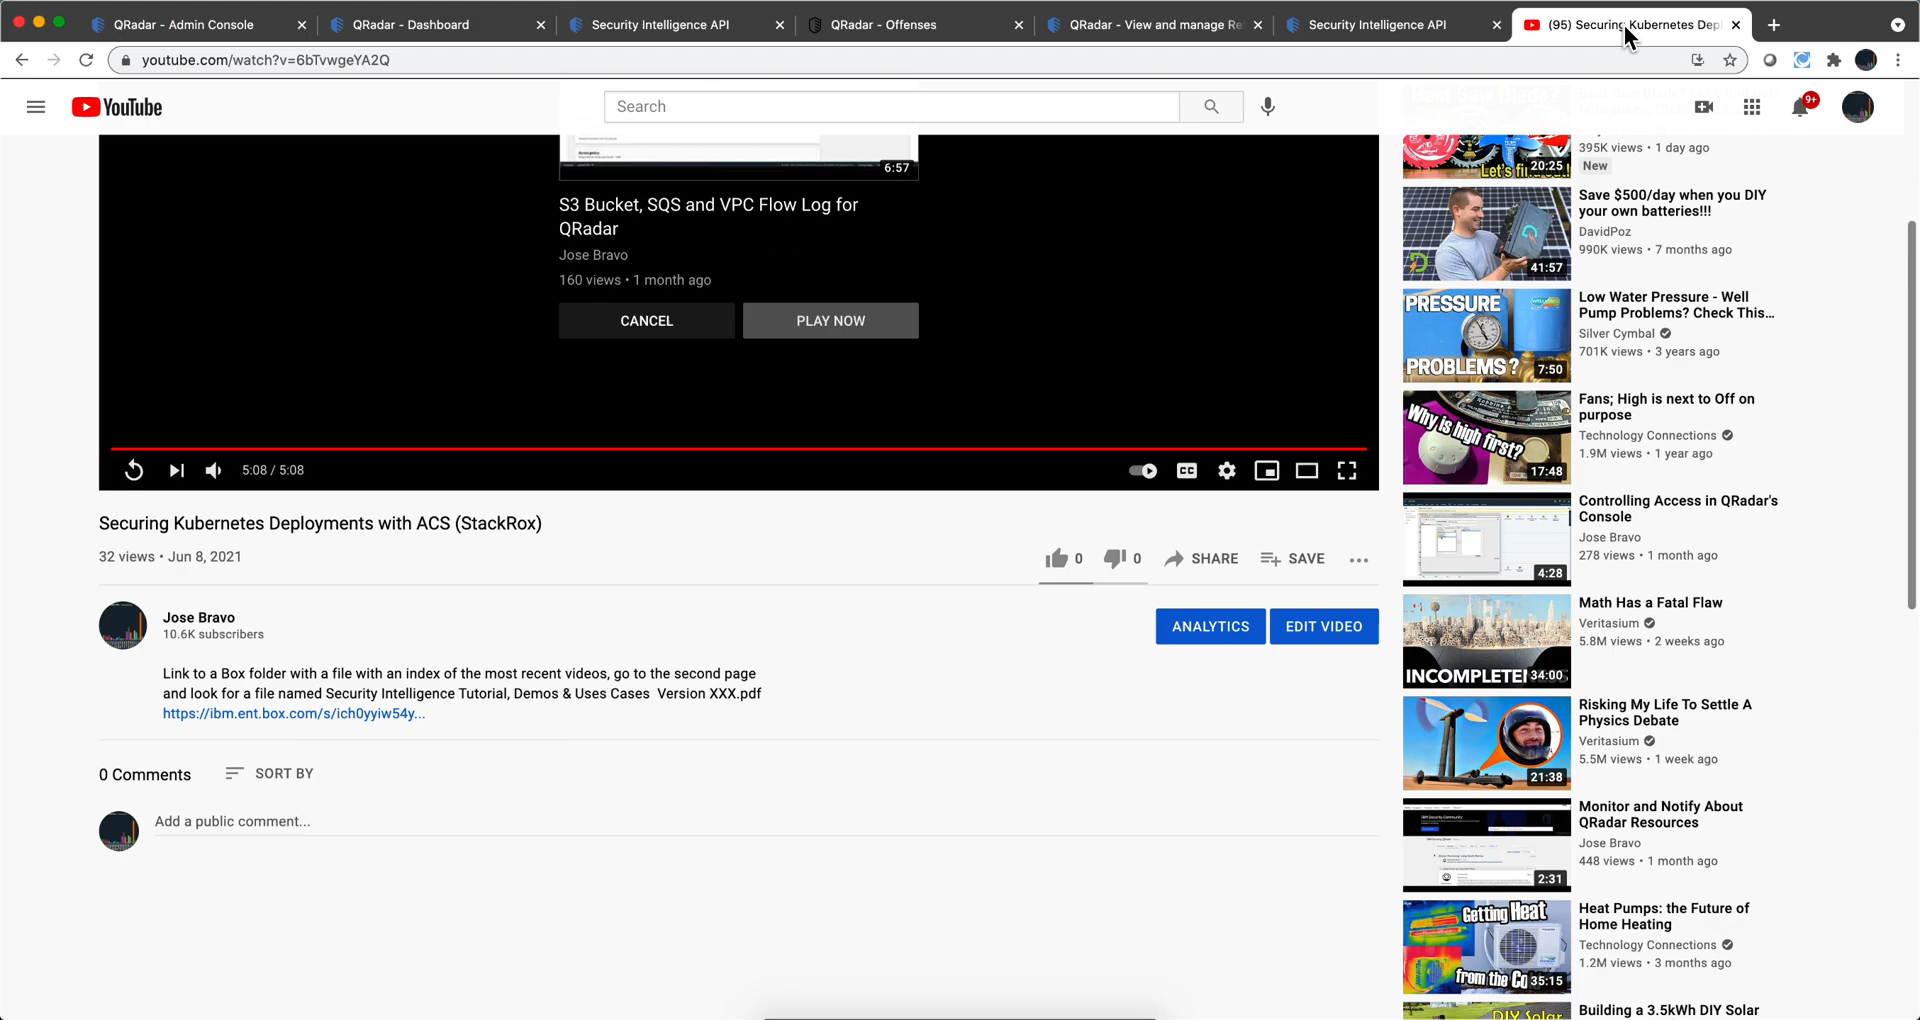 QRadar - Admin Console
QRadar - Dashboard
Security Intelligence API
QRadar - Offenses
QRadar - View and manage Re
Security Intelligence API
(95) Securing Kubernetes Dep
youtube.com/watch?v=6bTvwgeYA2Q
YouTube
Search
9+
6:57
S3 Bucket, SQS and VPC Flow Log for
QRadar
Jose Bravo
160 views • 1 month ago
CANCEL
PLAY NOW
5:08 / 5:08
CC
Securing Kubernetes Deployments with ACS (StackRox)
32 views • Jun 8, 2021
0
0
SHARE
SAVE
Jose Bravo
10.6K subscribers
ANALYTICS
EDIT VIDEO
Link to a Box folder with a file with an index of the most recent videos, go to the second page
and look for a file named Security Intelligence Tutorial, Demos & Uses Cases Version XXX.pdf
https://ibm.ent.box.com/s/ich0yyiw54y...
0 Comments
SORT BY
Add a public comment...
Let's fi
20:25
395K views • 1 day ago
New
41:57
Save $500/day when you DIY
your own batteries!!!
DavidPoz
990K views • 7 months ago
PRESSURE
PROBLEMS?
7:50
Low Water Pressure - Well
Pump Problems? Check This...
Silver Cymbal
701K views • 3 years ago
Why is high first?
17:48
Fans; High is next to Off on
purpose
Technology Connections
1.9M views • 1 year ago
4:28
Controlling Access in QRadar's
Console
Jose Bravo
278 views • 1 month ago
INCOMPLETE
34:00
Math Has a Fatal Flaw
Veritasium
5.8M views • 2 weeks ago
21:38
Risking My Life To Settle A
Physics Debate
Veritasium
5.5M views • 1 week ago
2:31
Monitor and Notify About
QRadar Resources
Jose Bravo
448 views • 1 month ago
Getting Heat
from the Co
35:15
Heat Pumps: the Future of
Home Heating
Technology Connections
1.2M views • 3 months ago
DIY Solar
Building a 3.5kWh DIY Solar